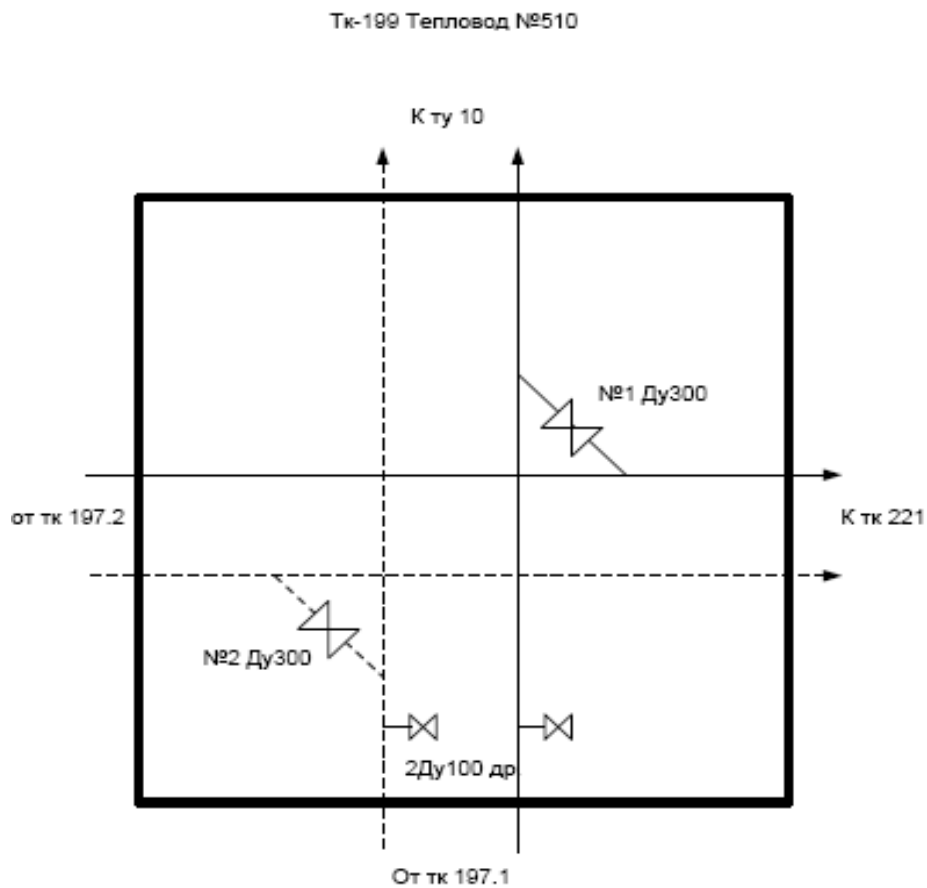 Тк-199 Тепловод №510
К ту 10
№1 Ду300
от тк 197.2
К тк 221
№2 Ду300
2Ду100 др.
От тк 197.1